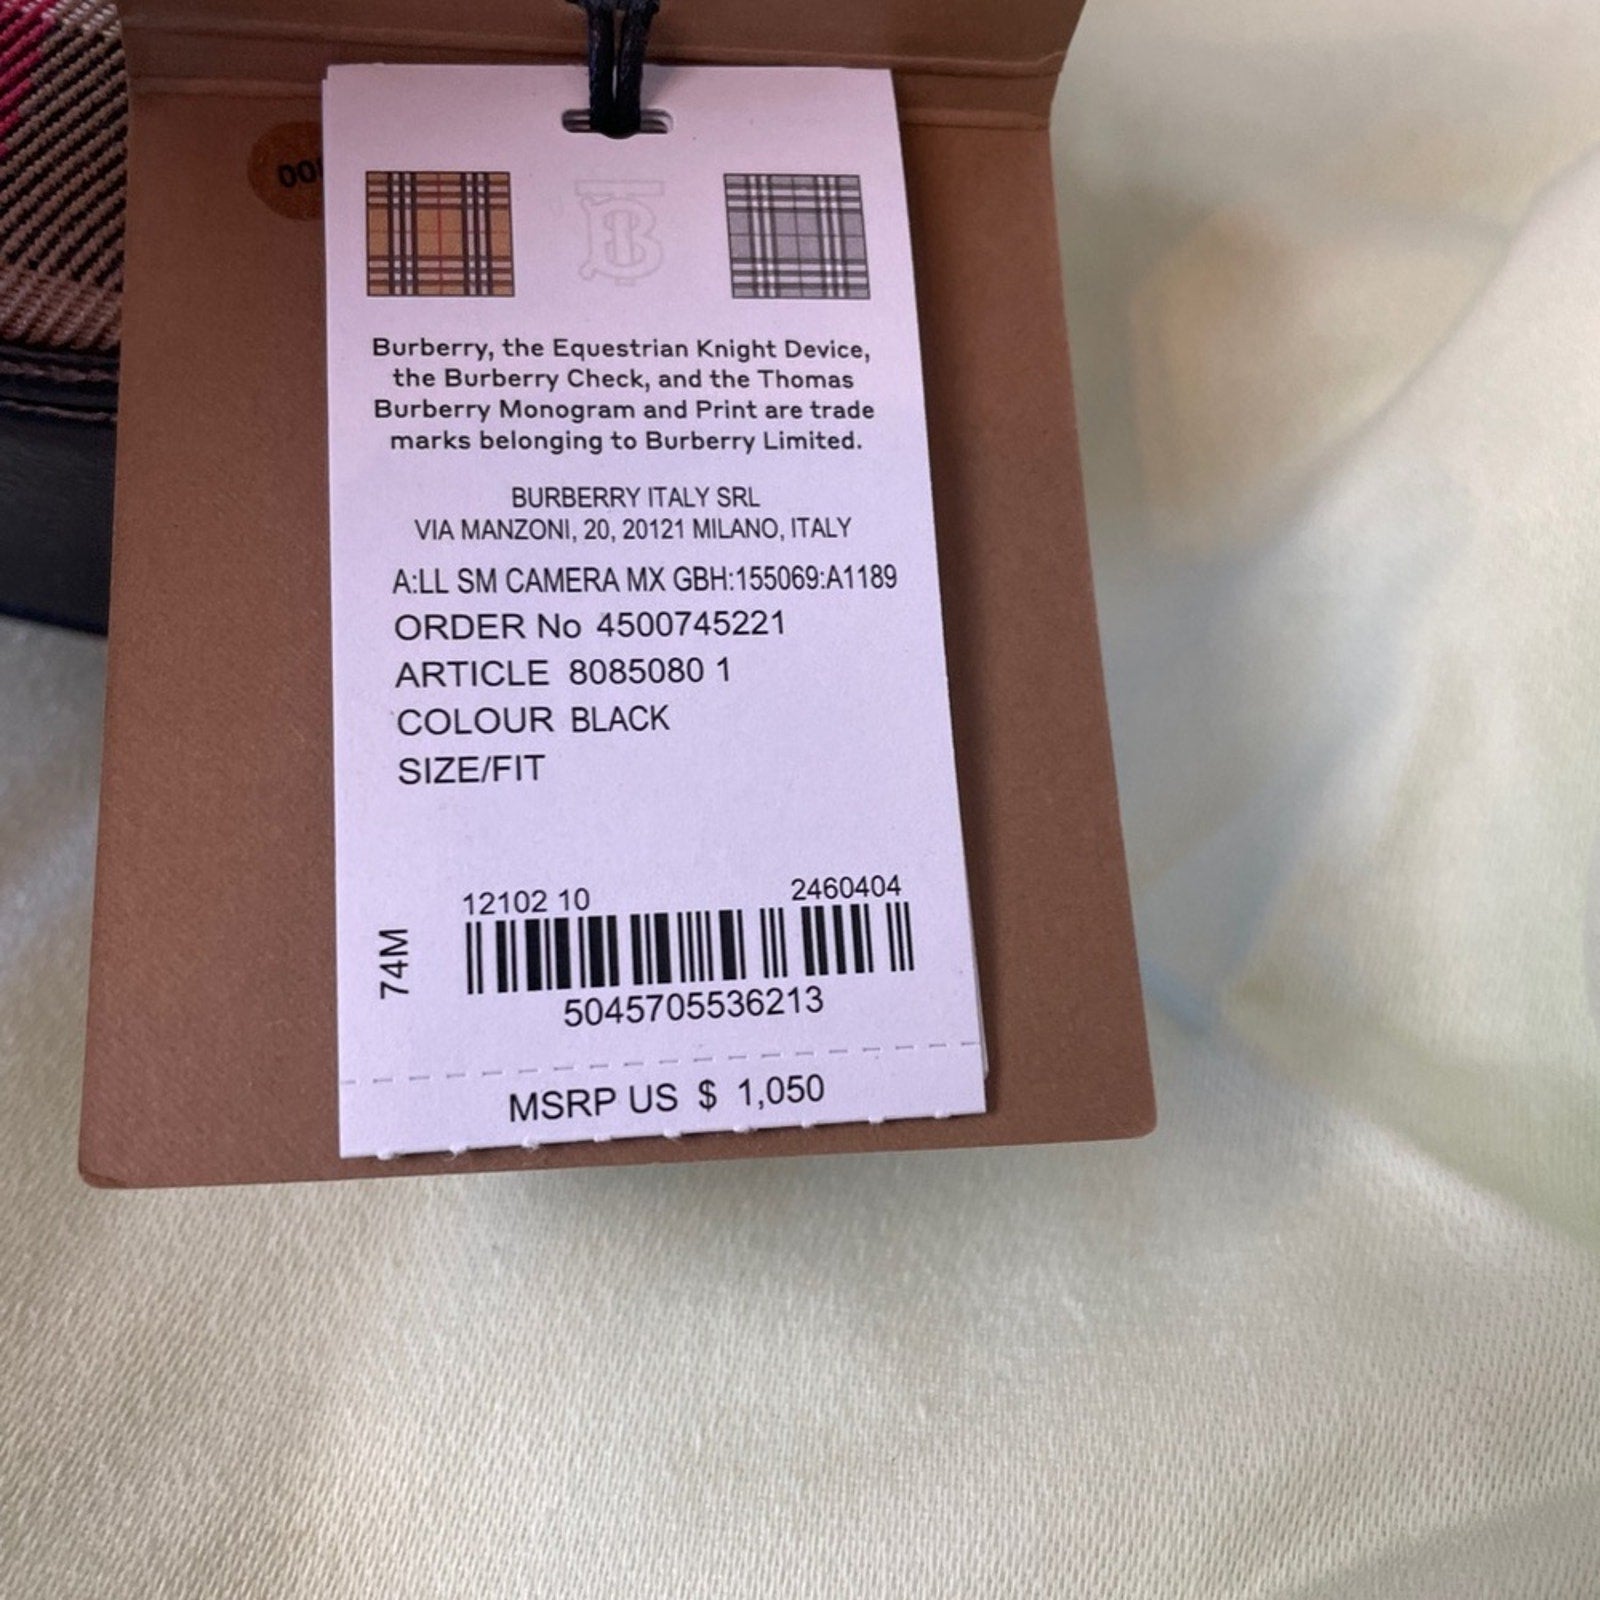 Burberry, the Equestrian Knight Device,
the Burberry Check, and the Thomas
Burberry Monogram and Print are trade
marks belonging to Burberry Limited.
BURBERRY ITALY SRL
VIA MANZONI, 20, 20121 MILANO, ITALY
A:LL SM CAMERA MX GBH:155069:A1189
ORDER No 4500745221
ARTICLE 8085080 1
COLOUR BLACK
SIZE/FIT
12102 10 2460404
74M
5045705536213
MSRP US $ 1,050